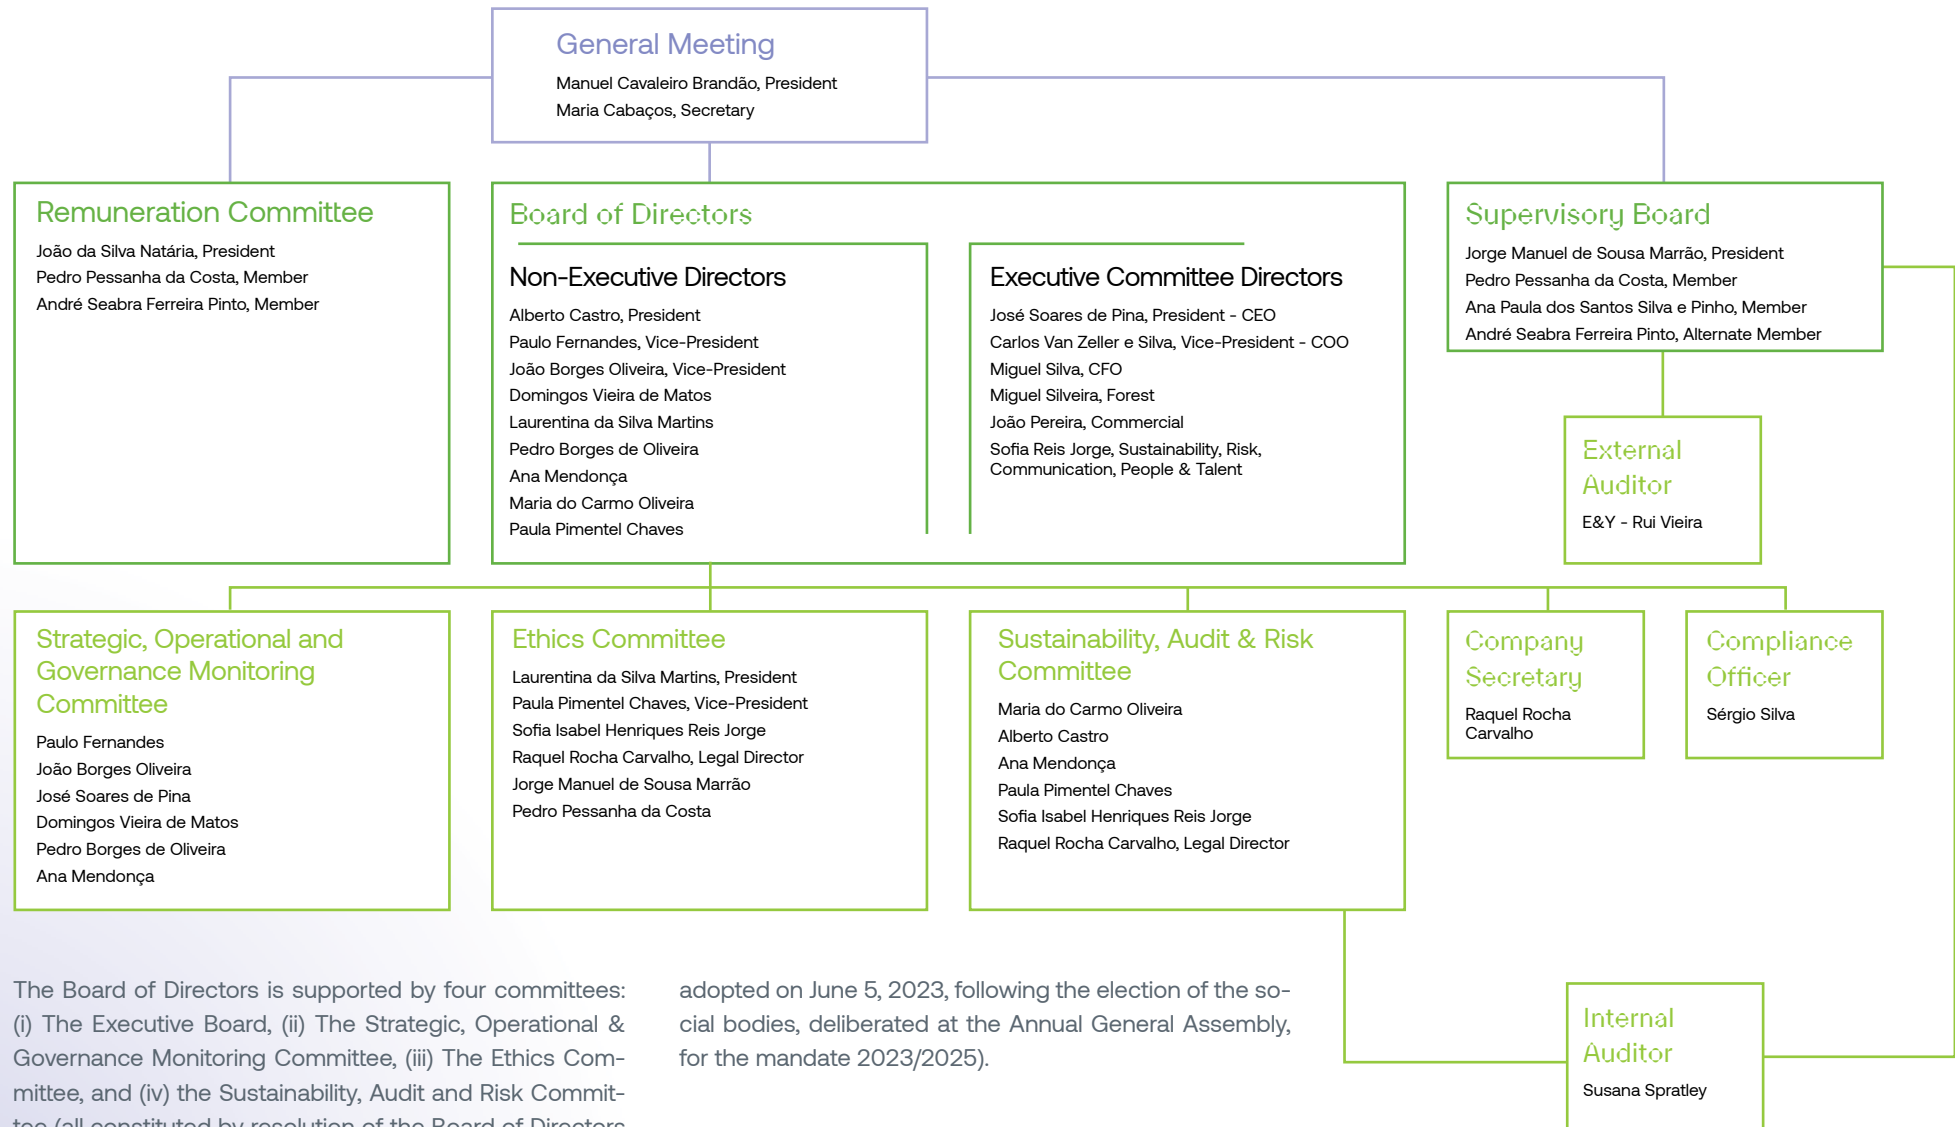 General Meeting
Manuel Cavaleiro Brandão, President
Maria Cabaços, Secretary
Remuneration Committee
João da Silva Natária, President
Pedro Pessanha da Costa, Member
André Seabra Ferreira Pinto, Member
Board of Directors
Non-Executive Directors
Alberto Castro, President
Paulo Fernandes, Vice-President
João Borges Oliveira, Vice-President
Domingos Vieira de Matos
Laurentina da Silva Martins
Pedro Borges de Oliveira
Ana Mendonça
Maria do Carmo Oliveira
Paula Pimentel Chaves
Executive Committee Directors
José Soares de Pina, President - CEO
Carlos Van Zeller e Silva, Vice-President - COO
Miguel Silva, CFO
Miguel Silveira, Forest
João Pereira, Commercial
Sofia Reis Jorge, Sustainability, Risk,
Communication, People & Talent
Supervisory Board
Jorge Manuel de Sousa Marrão, President
Pedro Pessanha da Costa, Member
Ana Paula dos Santos Silva e Pinho, Member
André Seabra Ferreira Pinto, Alternate Member
External
Auditor
E&Y - Rui Vieira
Strategic, Operational and
Governance Monitoring
Committee
Paulo Fernandes
João Borges Oliveira
José Soares de Pina
Domingos Vieira de Matos
Pedro Borges de Oliveira
Ana Mendonça
Ethics Committee
Laurentina da Silva Martins, President
Paula Pimentel Chaves, Vice-President
Sofia Isabel Henriques Reis Jorge
Raquel Rocha Carvalho, Legal Director
Jorge Manuel de Sousa Marrão
Pedro Pessanha da Costa
Sustainability, Audit & Risk
Committee
Maria do Carmo Oliveira
Alberto Castro
Ana Mendonça
Paula Pimentel Chaves
Sofia Isabel Henriques Reis Jorge
Raquel Rocha Carvalho, Legal Director
Company
Secretary
Raquel Rocha
Carvalho
Compliance
Officer
Sérgio Silva
The Board of Directors is supported by four committees:
(i) The Executive Board, (ii) The Strategic, Operational &
Governance Monitoring Committee, (iii) The Ethics Com-
mittee, and (iv) the Sustainability, Audit and Risk Commit-
tee (all constituted by resolution of the Board of Directors
adopted on June 5, 2023, following the election of the so-
cial bodies, deliberated at the Annual General Assembly,
for the mandate 2023/2025).
Internal
Auditor
Susana Spratley